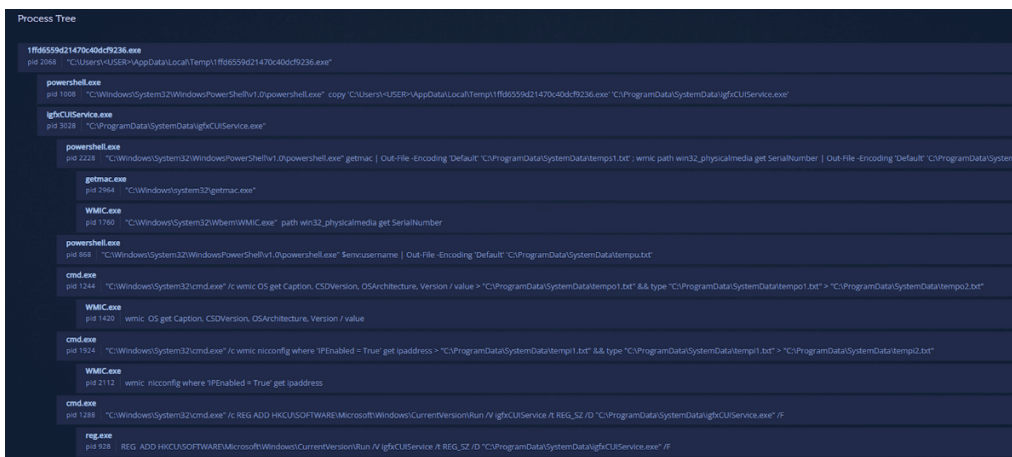 Process Tree
1ffd6559d21470c40dcf9236.exe
pid 2068 "C:\Users\<USER>\AppData\Local\Temp\1ffd6559d21470c40dcf9236.exe"
powershell.exe
pid 1008 "C:\Windows\System32\WindowsPowerShell\v1.0\powershell.exe" copy 'C:\Users\<USER>\AppData\Local\Temp\1ffd6559d21470c40dcf9236.exe' 'C:\ProgramData\SystemData\igfxCUIService.exe'
igfxCUIService.exe
pid 3028 "C:\ProgramData\SystemData\igfxCUIService.exe"
powershell.exe
pid 2228 "C:\Windows\System32\WindowsPowerShell\v1.0\powershell.exe" getmac | Out-File -Encoding 'Default' 'C:\ProgramData\SystemData\temps1.txt' ; wmic path win32_physicalmedia get SerialNumber | Out-File -Encoding 'Default' 'C:\ProgramData\System
getmac.exe
pid 2964 "C:\Windows\system32\getmac.exe"
WMIC.exe
pid 1760 "C:\Windows\System32\Wbem\WMIC.exe" path win32_physicalmedia get SerialNumber
powershell.exe
pid 868 "C:\Windows\System32\WindowsPowerShell\v1.0\powershell.exe" $env:username | Out-File -Encoding 'Default' 'C:\ProgramData\SystemData\tempu.txt'
cmd.exe
pid 1244 "C:\Windows\System32\cmd.exe" /c wmic OS get Caption, CSDVersion, OSArchitecture, Version / value > "C:\ProgramData\SystemData\tempo1.txt" && type "C:\ProgramData\SystemData\tempo1.txt" > "C:\ProgramData\SystemData\tempo2.txt"
WMIC.exe
pid 1420 wmic OS get Caption, CSDVersion, OSArchitecture, Version / value
cmd.exe
pid 1924 "C:\Windows\System32\cmd.exe" /c wmic nicconfig where 'IPEnabled = True' get ipaddress > "C:\ProgramData\SystemData\tempi1.txt" && type "C:\ProgramData\SystemData\tempi1.txt" > "C:\ProgramData\SystemData\tempi2.txt"
WMIC.exe
pid 2112 wmic nicconfig where 'IPEnabled = True' get ipaddress
cmd.exe
pid 1288 "C:\Windows\System32\cmd.exe" /c REG ADD HKCU\SOFTWARE\Microsoft\Windows\CurrentVersion\Run /V igfxCUIService /t REG_SZ /D "C:\ProgramData\SystemData\igfxCUIService.exe" /F
reg.exe
pid 928 REG ADD HKCU\SOFTWARE\Microsoft\Windows\CurrentVersion\Run /V igfxCUIService /t REG_SZ /D "C:\ProgramData\SystemData\igfxCUIService.exe" /F